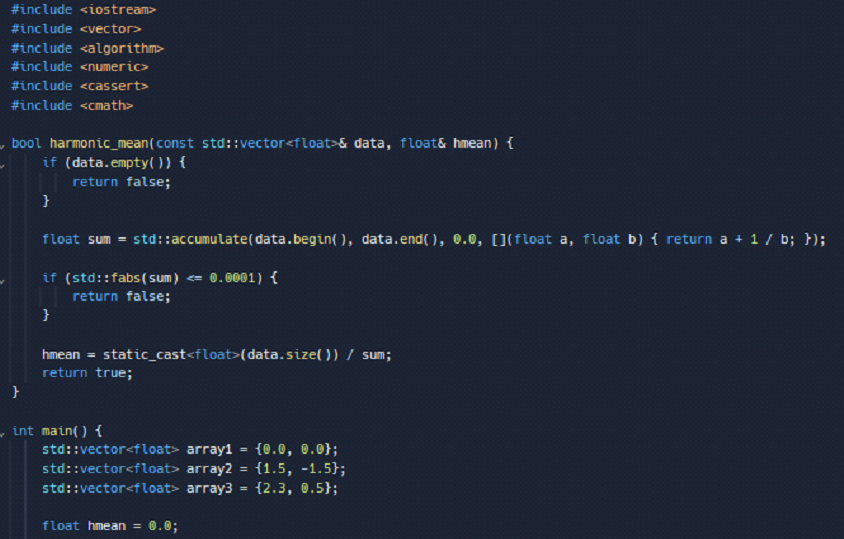 #include <iostream>
#include <vector>
#include <algorithm>
#include <numeric>
#include <cassert>
#include <cmath>
bool harmonic_mean(const std::vector<float>& data, float& hmean) {
if (data.empty()) {
return false;
}
float sum = std::accumulate(data.begin(), data.end(), 0.0, [](float a, float b) { return a + 1 / b; });
if (std::fabs(sum) <= 0.0001) {
return false;
}
hmean = static_cast<float>(data.size()) / sum;
return true;
}
int main() {
std::vector<float> array1 = {0.0, 0.0};
std::vector<float> array2 = {1.5, -1.5};
std::vector<float> array3 = {2.3, 0.5};
float hmean = 0.0;